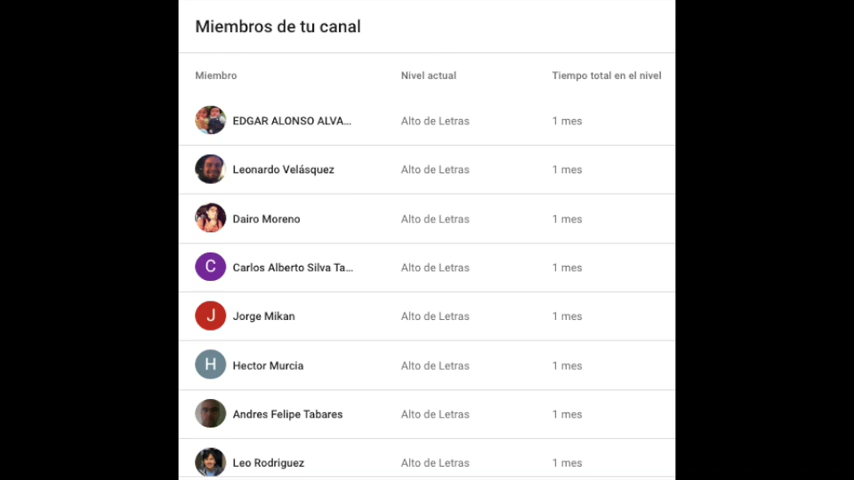 Miembros de tu canal
Miembro Nivel actual Tiempo total en el nivel
EDGAR ALONSO ALVA... Alto de Letras 1 mes
Leonardo Velásquez Alto de Letras 1 mes
Dairo Moreno Alto de Letras 1 mes
C Carlos Alberto Silva Ta... Alto de Letras 1 mes
J Jorge Mikan Alto de Letras 1 mes
H Hector Murcia Alto de Letras 1 mes
Andres Felipe Tabares Alto de Letras 1 mes
Leo Rodriguez Alto de Letras 1 mes